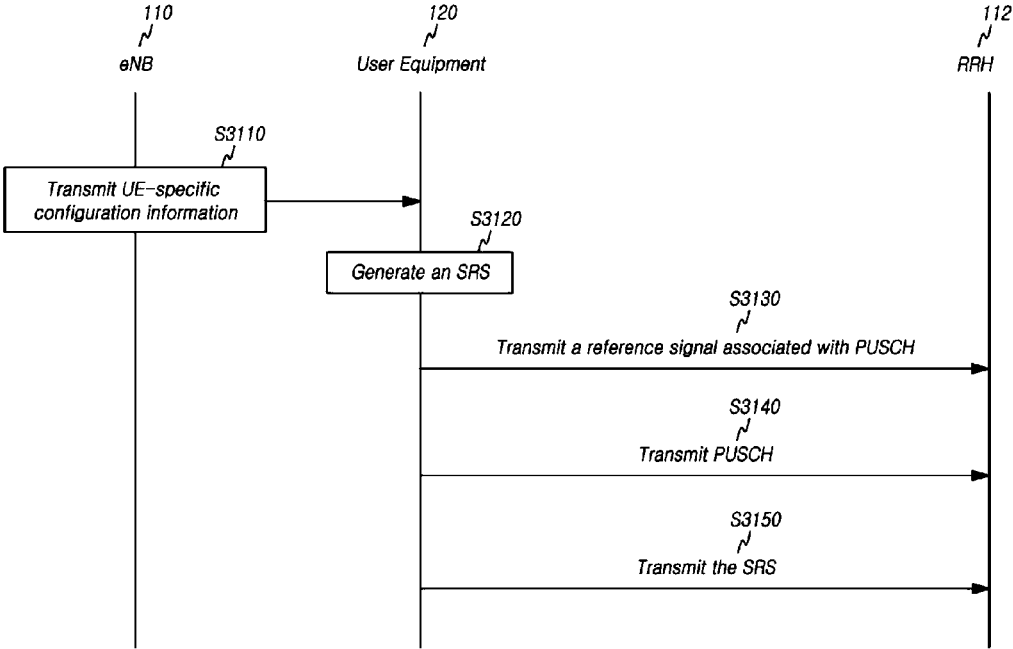 110
120
112
eNB
User Equipment
RRH
S3110
Transmit UE-specific
configuration information
S3120
Generate an SRS
S3130
Transmit a reference signal associated with PUSCH
S3140
Transmit PUSCH
S3150
Transmit the SRS